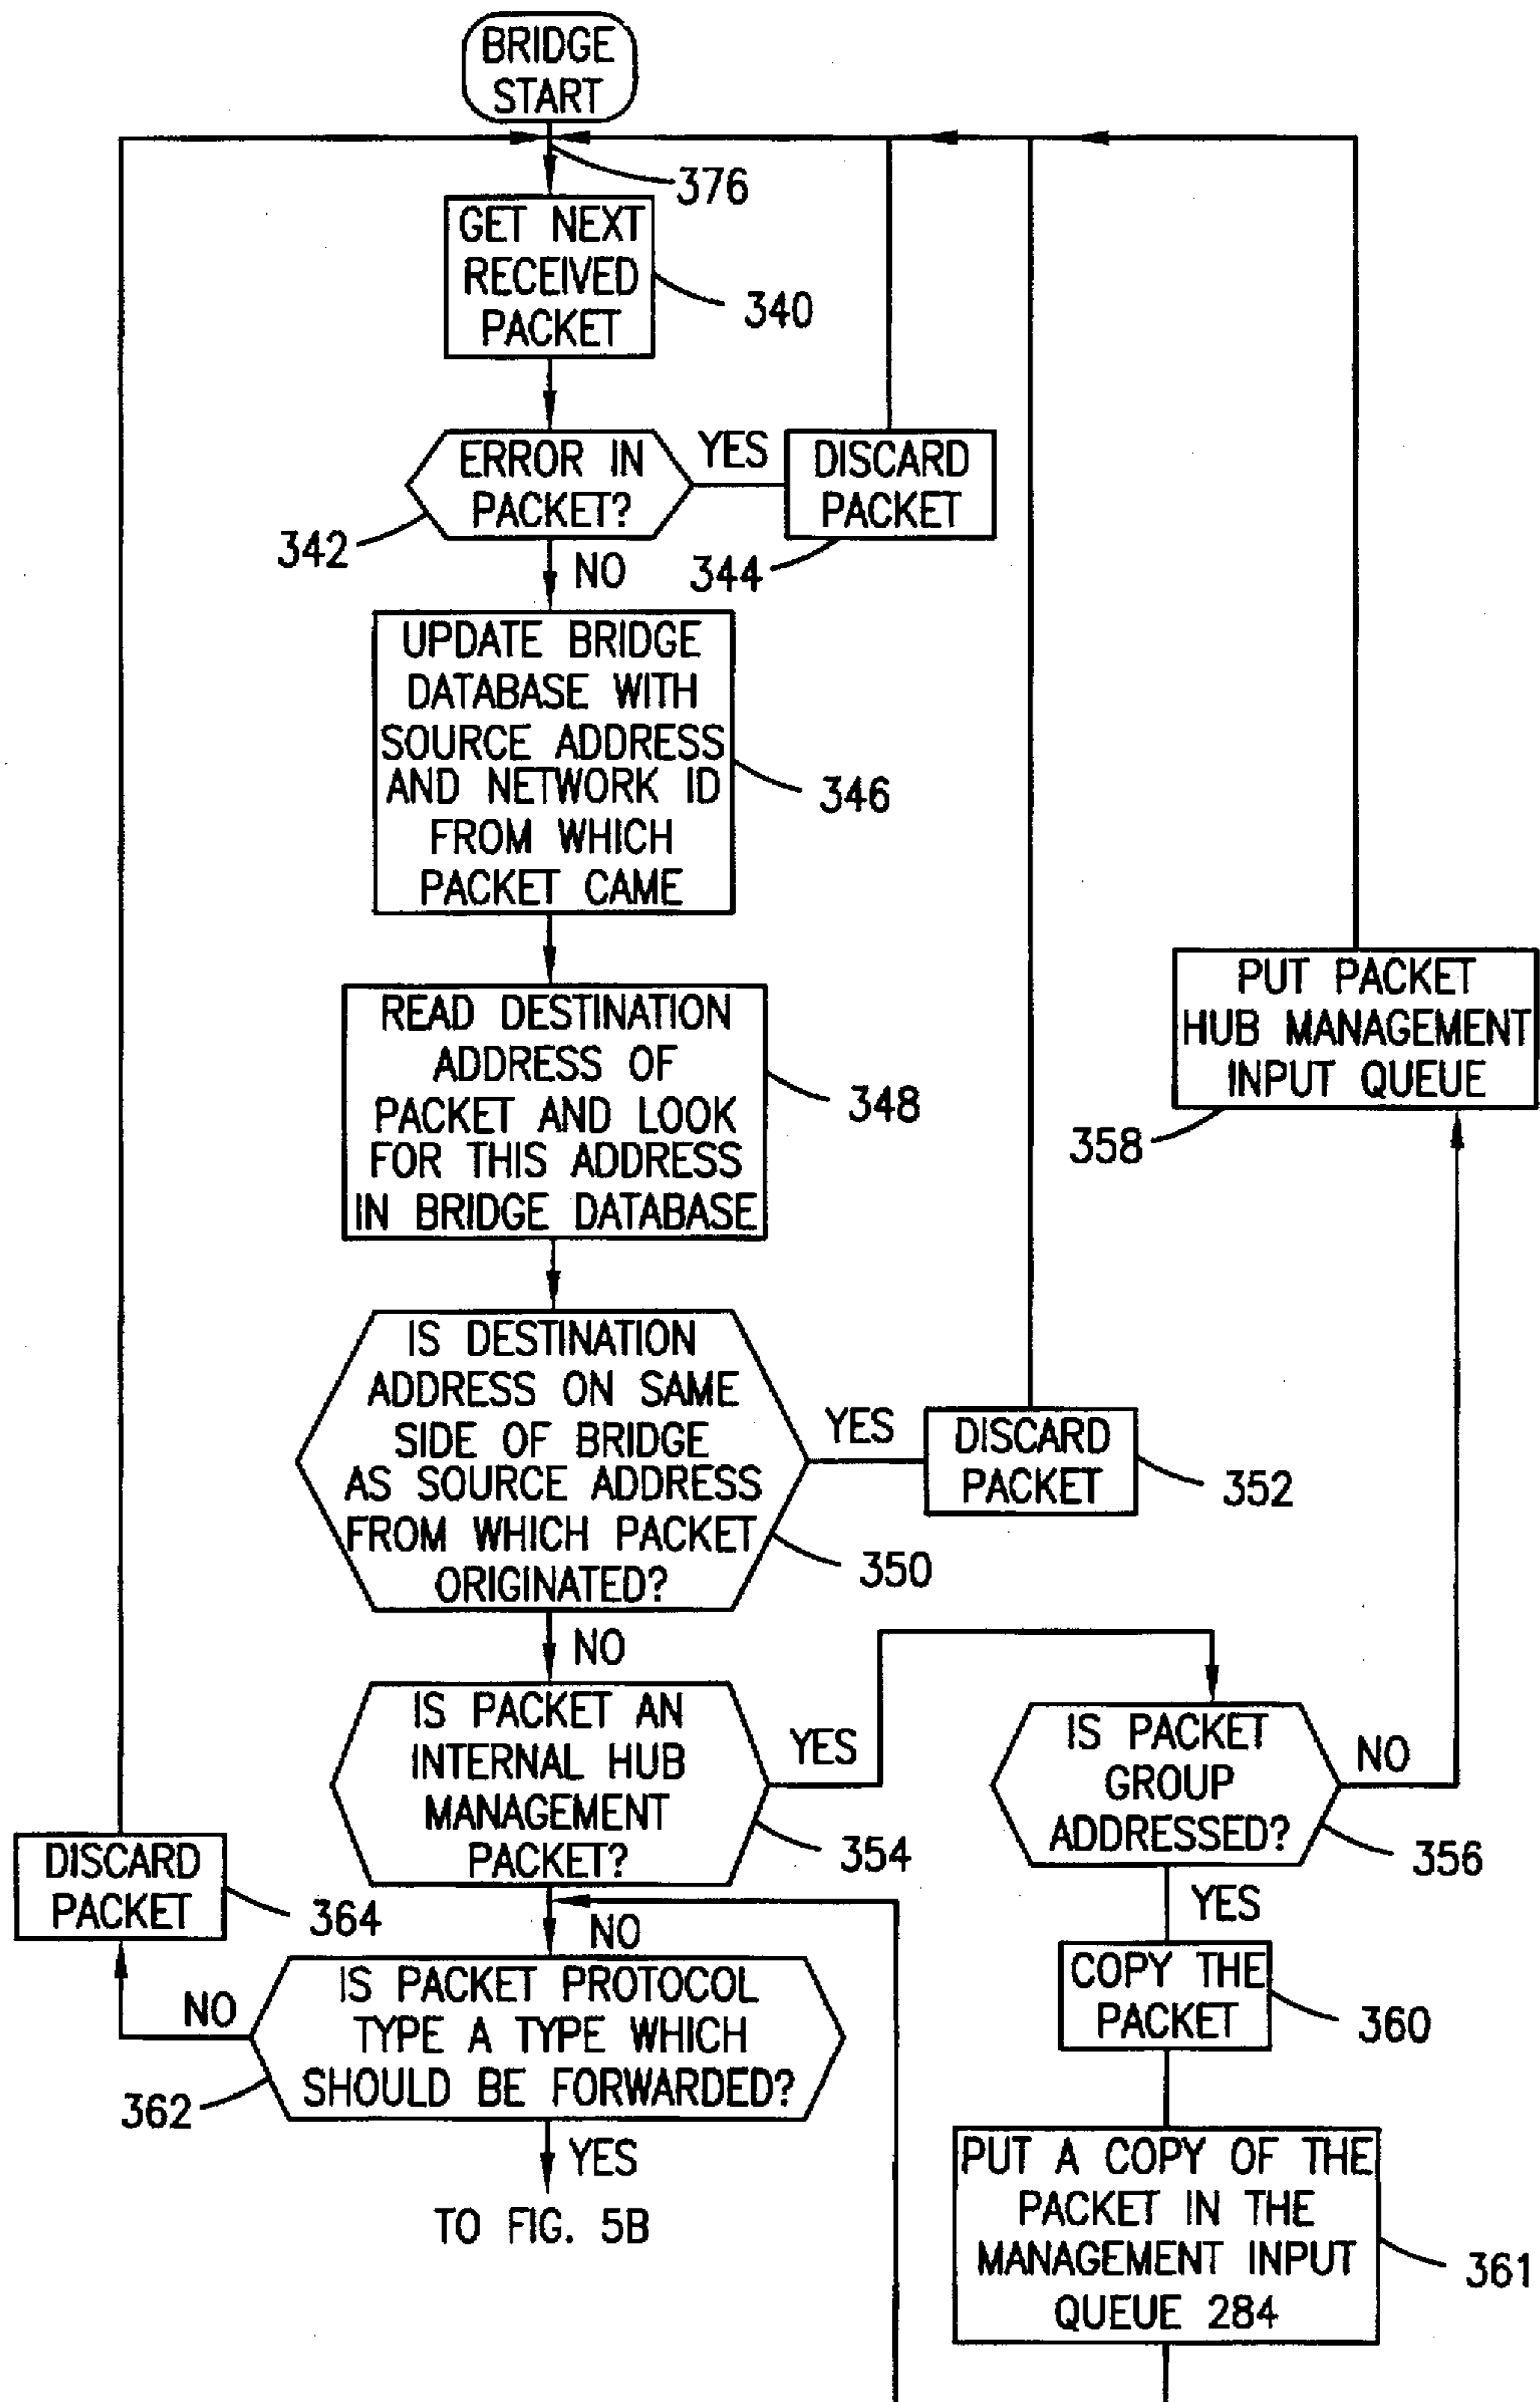 BRIDGE
START
376
GET NEXT
RECEIVED
PACKET
340
ERROR IN
PACKET?
342
YES
DISCARD
PACKET
344
NO
UPDATE BRIDGE
DATABASE WITH
SOURCE ADDRESS
AND NETWORK ID
FROM WHICH
PACKET CAME
346
READ DESTINATION
ADDRESS OF
PACKET AND LOOK
FOR THIS ADDRESS
IN BRIDGE DATABASE
348
PUT PACKET
HUB MANAGEMENT
INPUT QUEUE
358
IS DESTINATION
ADDRESS ON SAME
SIDE OF BRIDGE
AS SOURCE ADDRESS
FROM WHICH PACKET
ORIGINATED?
350
YES
DISCARD
PACKET
352
NO
IS PACKET AN
INTERNAL HUB
MANAGEMENT
PACKET?
354
YES
IS PACKET
GROUP
ADDRESSED?
356
NO
YES
DISCARD
PACKET
364
NO
IS PACKET PROTOCOL
TYPE A TYPE WHICH
SHOULD BE FORWARDED?
362
NO
YES
TO FIG. 5B
COPY THE
PACKET
360
PUT A COPY OF THE
PACKET IN THE
MANAGEMENT INPUT
QUEUE 284
361